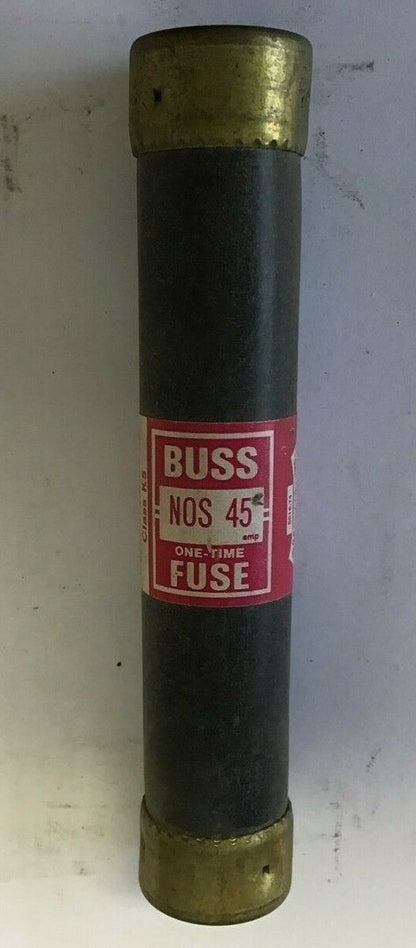 Class K5
BUSS
NOS 45
amp
ONE-TIME
FUSE